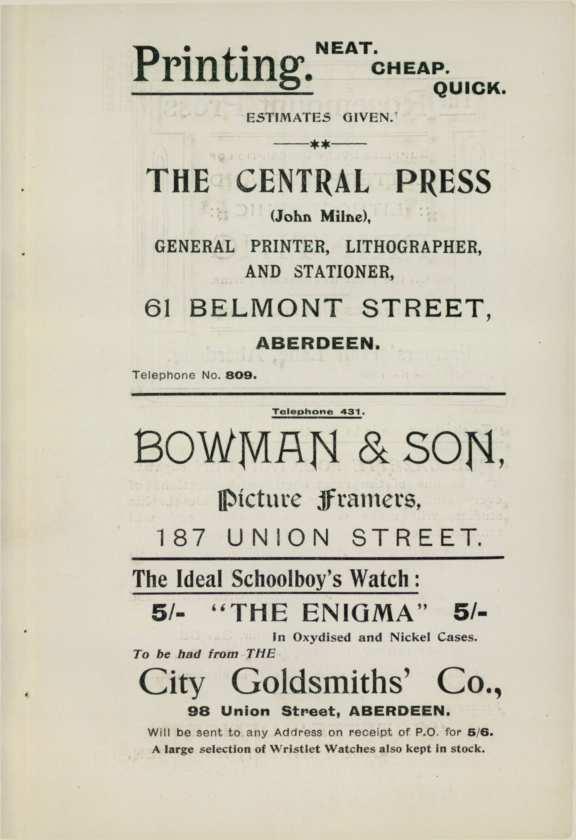 Printing. NEAT.
CHEAP.
QUICK.
ESTIMATES GIVEN.
THE CENTRAL PRESS
(John Milne),
GENERAL PRINTER, LITHOGRAPHER,
AND STATIONER,
61 BELMONT STREET,
ABERDEEN.
Telephone No. 809.
Telephone 431.
BOWMAN & SON,
Picture Framers,
187 UNION STREET.
The Ideal Schoolboy's Watch:
5/- "THE ENIGMA" 5/-
In Oxydised and Nickel Cases.
To be had from THE
City Goldsmiths' Co.,
98 Union Street, ABERDEEN.
Will be sent to any Address on receipt of P.O. for 5/6.
A large selection of Wristlet Watches also kept in stock.